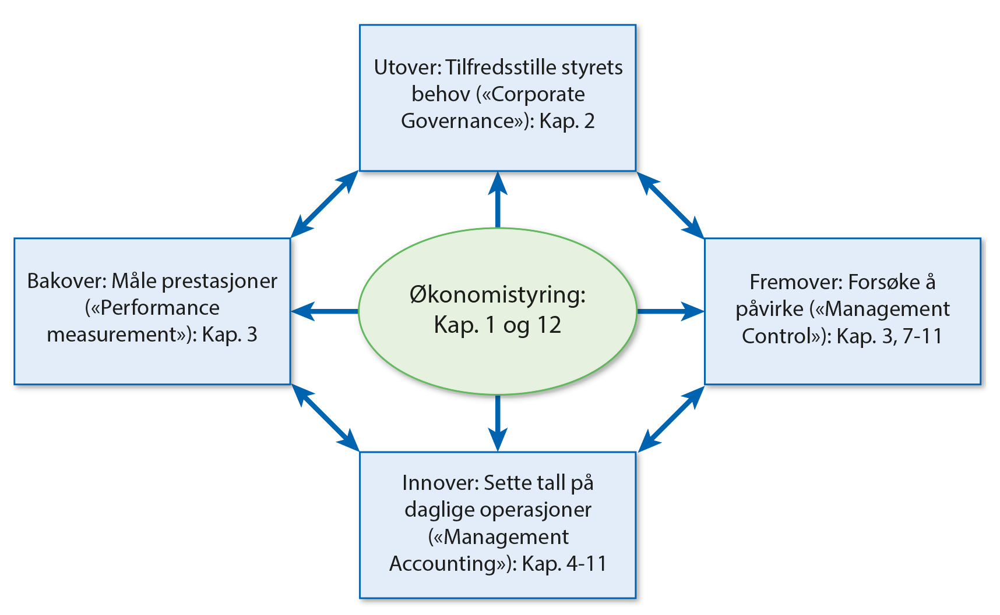 Utover: Tilfredsstille styrets
behov («Corporate
Governance»): Kap. 2
Bakover: Måle prestasjoner
(«Performance
measurement»): Kap. 3
Økonomistyring:
Kap. 1 og 12
Fremover: Forsøke å
påvirke («Management
Control»): Kap. 3, 7-11
Innover: Sette tall på
daglige operasjoner
(«Management
Accounting»): Kap. 4-11